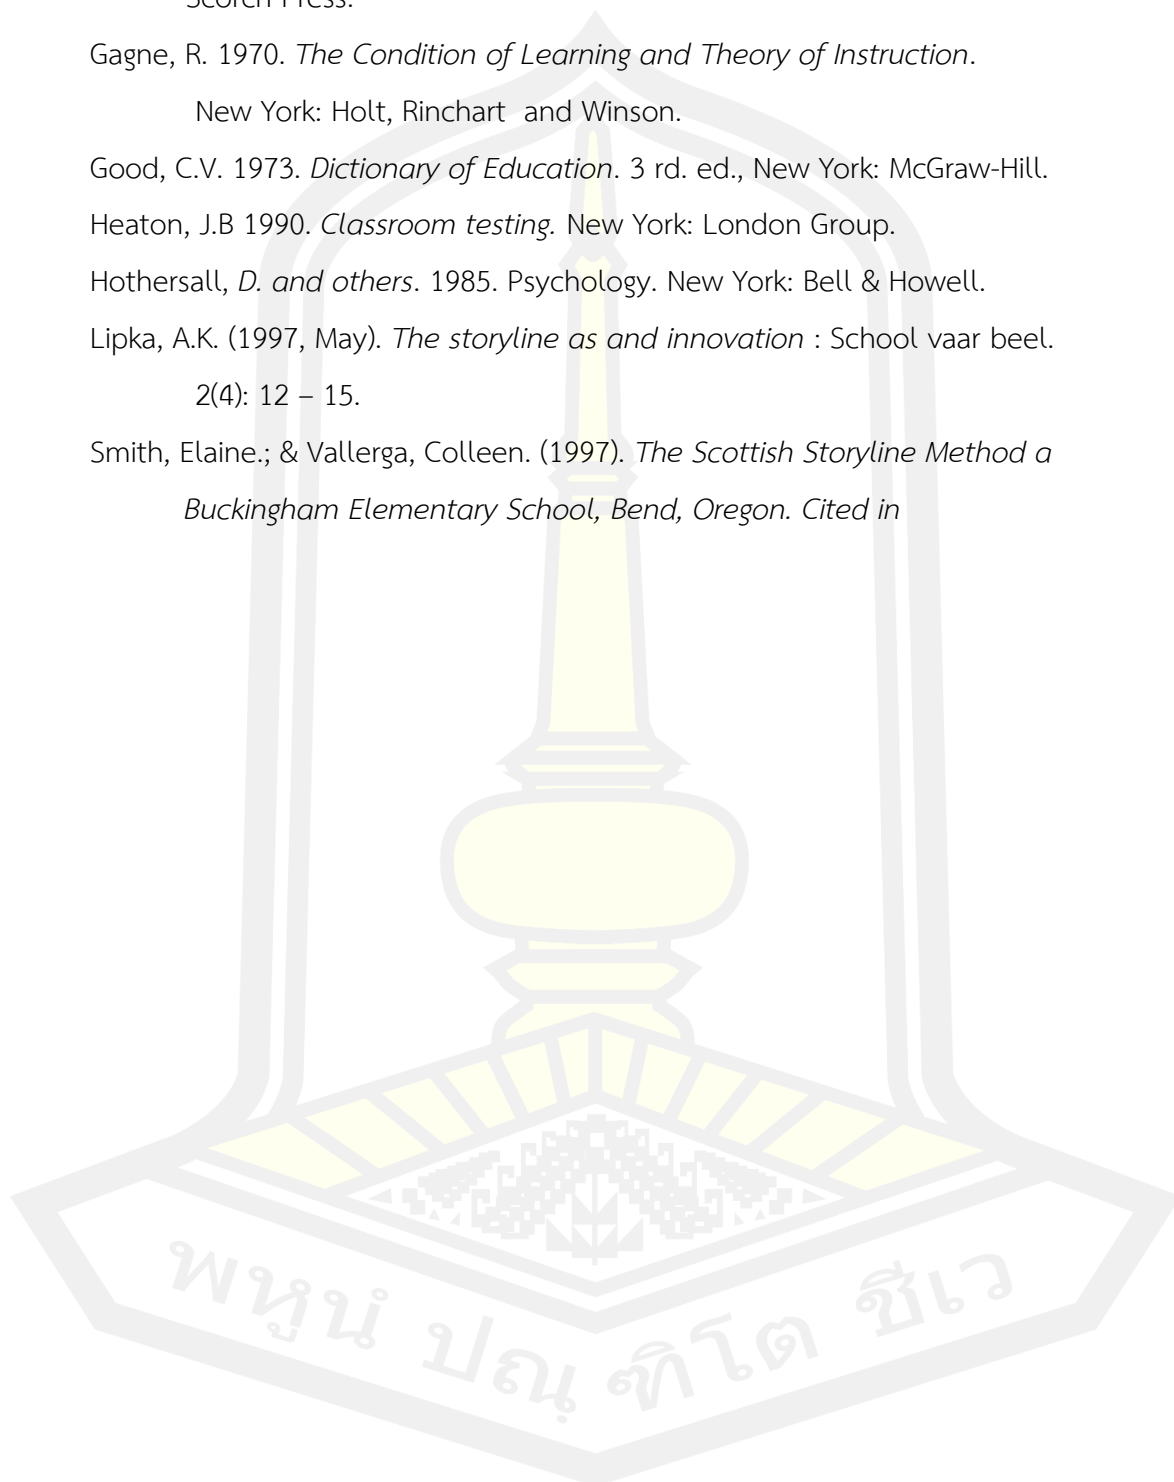 Scorch Press.
Gagne, R. 1970. The Condition of Learning and Theory of Instruction.
New York: Holt, Rinchart and Winson.
Good, C.V. 1973. Dictionary of Education. 3 rd. ed., New York: McGraw-Hill.
Heaton, J.B 1990. Classroom testing. New York: London Group.
Hothersall, D. and others. 1985. Psychology. New York: Bell & Howell.
Lipka, A.K. (1997, May). The storyline as and innovation : School vaar beel.
2(4): 12 – 15.
Smith, Elaine.; & Vallerga, Colleen. (1997). The Scottish Storyline Method a
Buckingham Elementary School, Bend, Oregon. Cited in
พหูนํ ปณฺฑิโต ชีเว